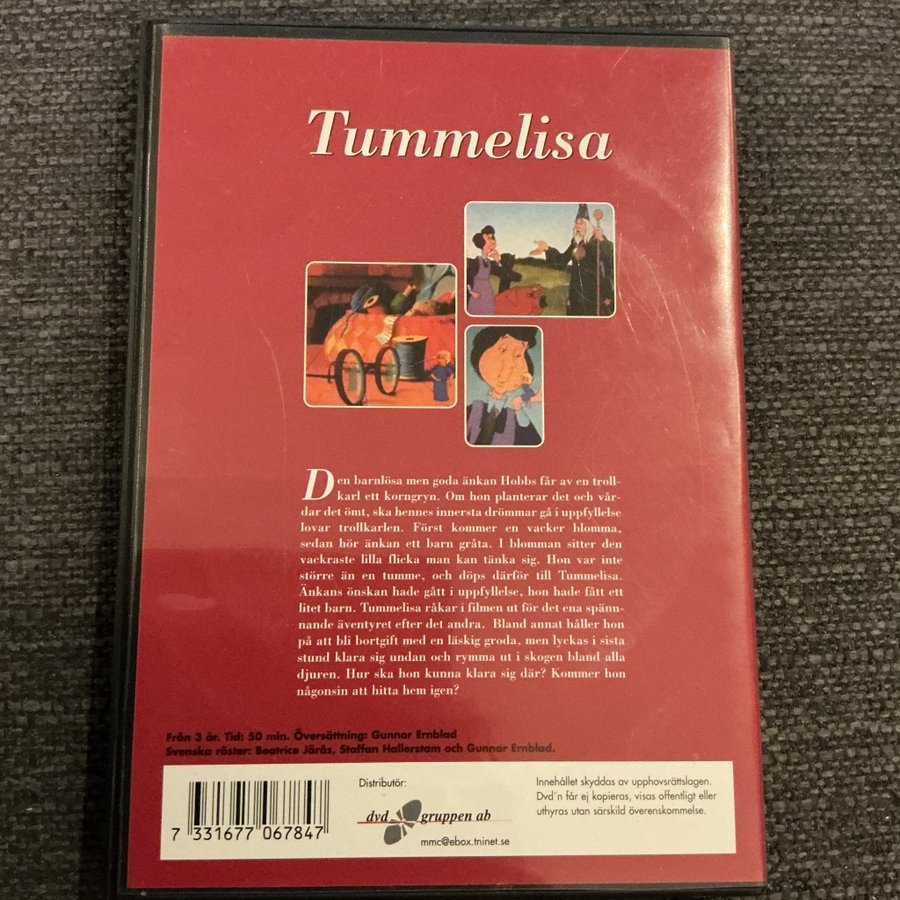 Tummelisa
Den barnlösa men goda änkan Hobbs får av en troll-
karl ett korngryn. Om hon planterar det och vår-
dar det ömt, ska hennes innersta drömmar gå i uppfyllelse
lovar trollkarlen. Först kommer en vacker blomma,
sedan hör änkan ett barn gråta. I blomman sitter den
vackraste lilla flicka man kan tänka sig. Hon var inte
större än en tumme, och döps därför till Tummelisa.
Änkans önskan hade gått i uppfyllelse, hon hade fått ett
litet barn. Tummelisa råkar i filmen ut för det ena spänn-
nande äventyret efter det andra. Bland annat håller hon
på att bli bortgift med en läskig groda, men lyckas i sista
stund klara sig undan och rymma ut i skogen bland alla
djuren. Hur ska hon kunna klara sig där? Kommer hon
någonsin att hitta hem igen?
Från 3 år. Tid: 50 min. Översättning: Gunnar Ernblad
Svenska röster: Beatrice Järås, Staffan Hallerstam och Gunnar Ernblad.
7 331677 067847
Distributör:
dvd gruppen ab
mmc@ebox.tninet.se
Innehållet skyddas av upphovsrättslagen.
Dvd´n får ej kopieras, visas offentligt eller
uthyras utan särskild överenskommelse.